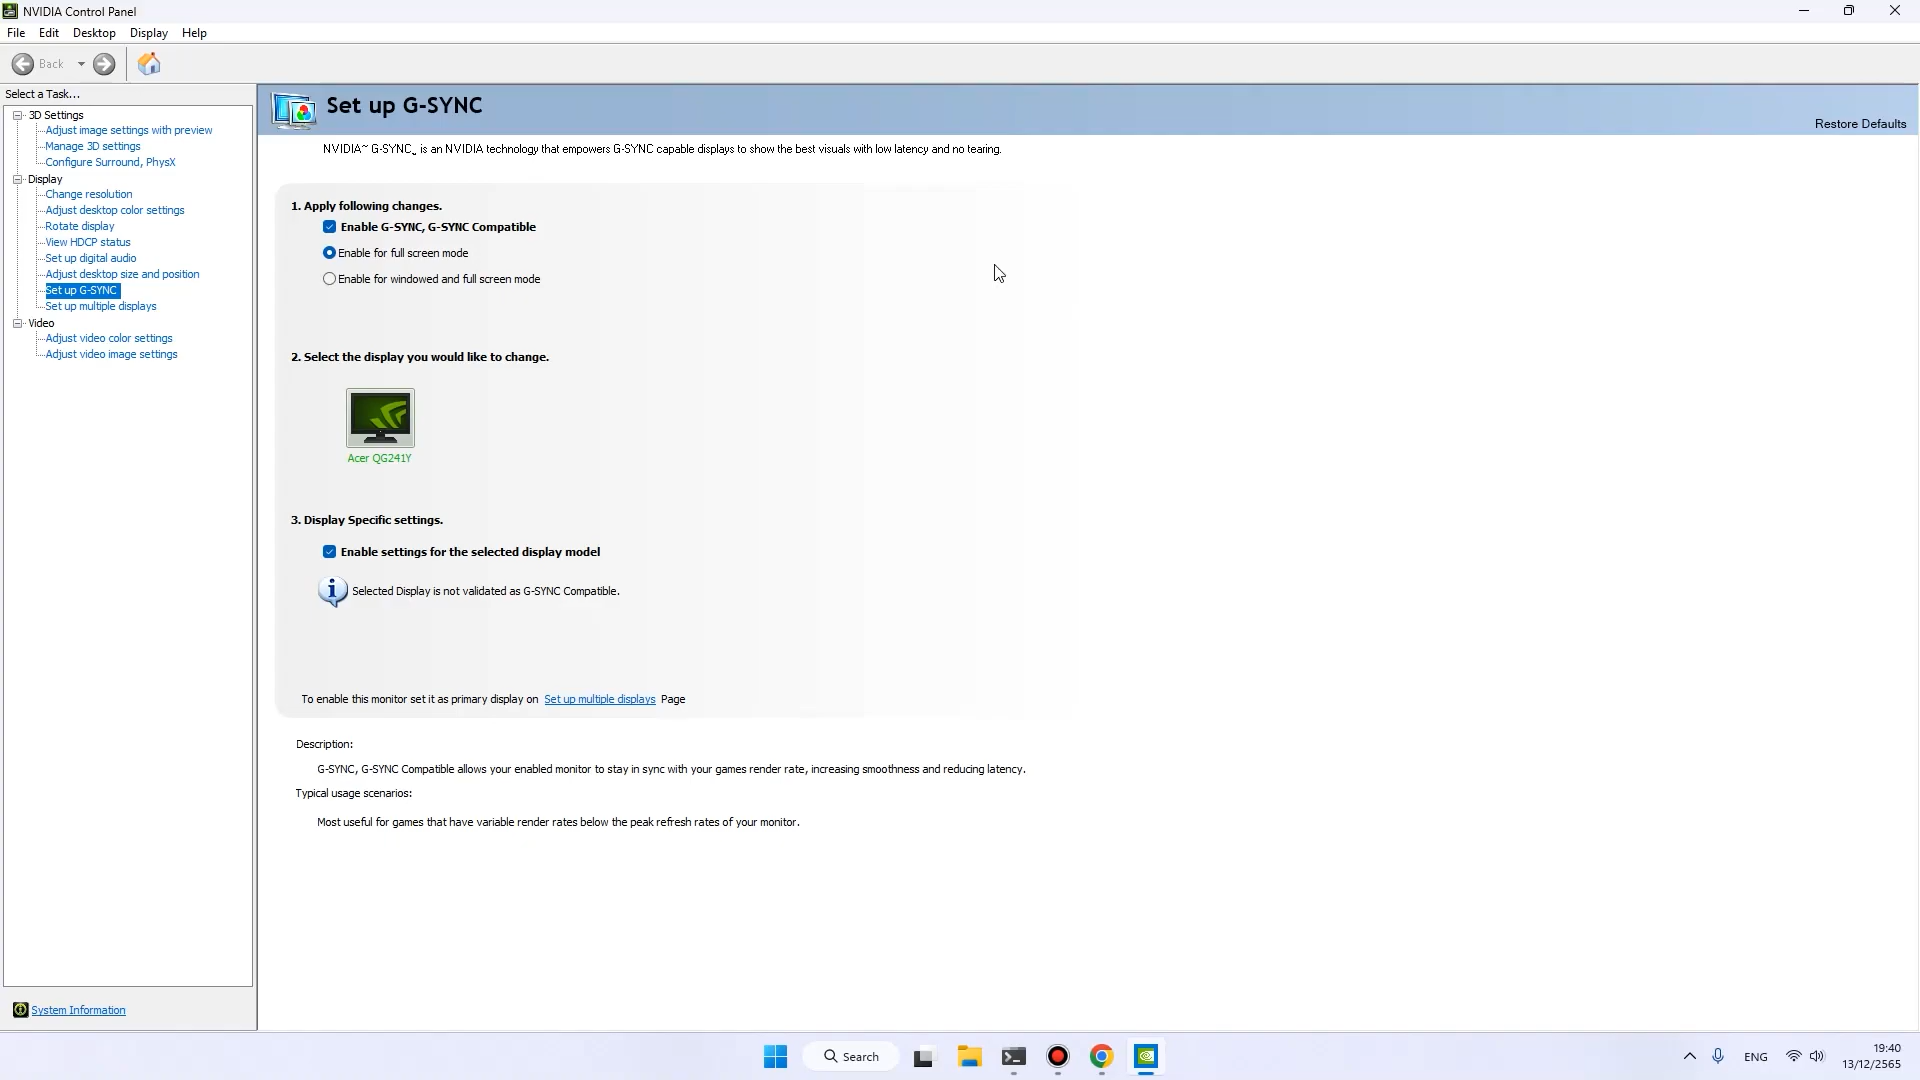 NVIDIA Control Panel
File Edit Desktop Display Help
Back
Select a Task...
3D Settings
Adjust image settings with preview
Manage 3D settings
Configure Surround, PhysX
Display
Change resolution
Adjust desktop color settings
Rotate display
View HDCP status
Set up digital audio
Adjust desktop size and position
Set up G-SYNC
Set up multiple displays
Video
Adjust video color settings
Adjust video image settings
System Information
Set up G-SYNC
Restore Defaults
NVIDIA™ G-SYNC˛ is an NVIDIA technology that empowers G-SYNC capable displays to show the best visuals with low latency and no tearing.
1. Apply following changes.
Enable G-SYNC, G-SYNC Compatible
Enable for full screen mode
Enable for windowed and full screen mode
2. Select the display you would like to change.
Acer QG241Y
3. Display Specific settings.
Enable settings for the selected display model
Selected Display is not validated as G-SYNC Compatible.
To enable this monitor set it as primary display on Set up multiple displays Page
Description:
G-SYNC, G-SYNC Compatible allows your enabled monitor to stay in sync with your games render rate, increasing smoothness and reducing latency.
Typical usage scenarios:
Most useful for games that have variable render rates below the peak refresh rates of your monitor.
Search
ENG
19:40
13/12/2565